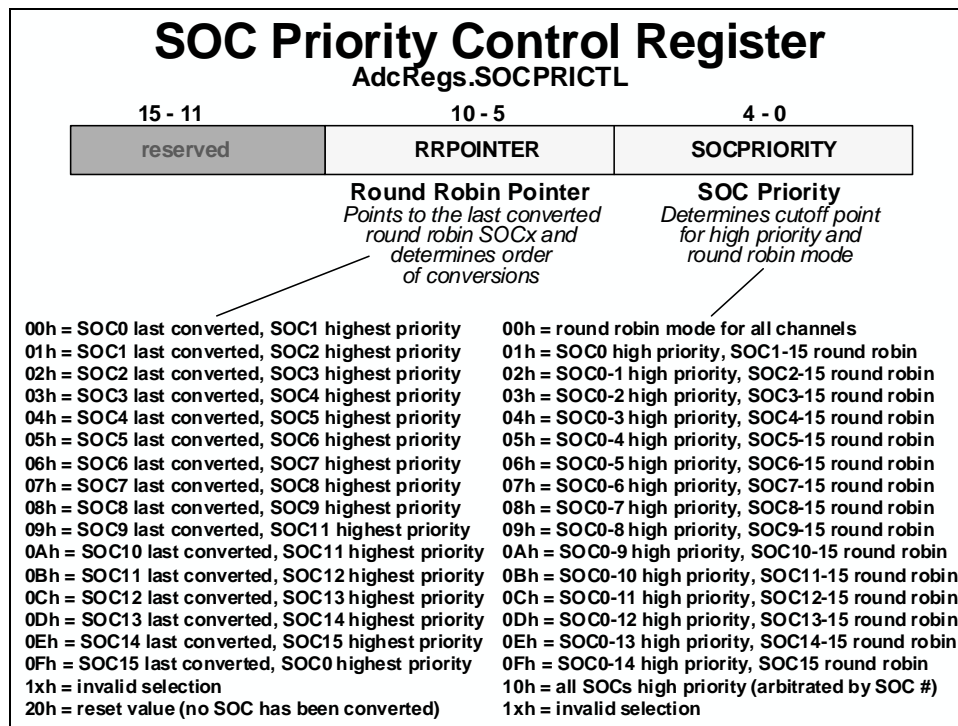 SOC Priority Control Register
AdcRegs.SOCPRICTL
15 - 11
10 - 5
4 - 0
reserved
RRPOINTER
SOCPRIORITY
Round Robin Pointer
Points to the last converted
round robin SOCx and
determines order
of conversions
SOC Priority
Determines cutoff point
for high priority and
round robin mode
00h = SOC0 last converted, SOC1 highest priority
01h = SOC1 last converted, SOC2 highest priority
02h = SOC2 last converted, SOC3 highest priority
03h = SOC3 last converted, SOC4 highest priority
04h = SOC4 last converted, SOC5 highest priority
05h = SOC5 last converted, SOC6 highest priority
06h = SOC6 last converted, SOC7 highest priority
07h = SOC7 last converted, SOC8 highest priority
08h = SOC8 last converted, SOC9 highest priority
09h = SOC9 last converted, SOC11 highest priority
0Ah = SOC10 last converted, SOC11 highest priority
0Bh = SOC11 last converted, SOC12 highest priority
0Ch = SOC12 last converted, SOC13 highest priority
0Dh = SOC13 last converted, SOC14 highest priority
0Eh = SOC14 last converted, SOC15 highest priority
0Fh = SOC15 last converted, SOC0 highest priority
1xh = invalid selection
20h = reset value (no SOC has been converted)
00h = round robin mode for all channels
01h = SOC0 high priority, SOC1-15 round robin
02h = SOC0-1 high priority, SOC2-15 round robin
03h = SOC0-2 high priority, SOC3-15 round robin
04h = SOC0-3 high priority, SOC4-15 round robin
05h = SOC0-4 high priority, SOC5-15 round robin
06h = SOC0-5 high priority, SOC6-15 round robin
07h = SOC0-6 high priority, SOC7-15 round robin
08h = SOC0-7 high priority, SOC8-15 round robin
09h = SOC0-8 high priority, SOC9-15 round robin
0Ah = SOC0-9 high priority, SOC10-15 round robin
0Bh = SOC0-10 high priority, SOC11-15 round robin
0Ch = SOC0-11 high priority, SOC12-15 round robin
0Dh = SOC0-12 high priority, SOC13-15 round robin
0Eh = SOC0-13 high priority, SOC14-15 round robin
0Fh = SOC0-14 high priority, SOC15 round robin
10h = all SOCs high priority (arbitrated by SOC #)
1xh = invalid selection